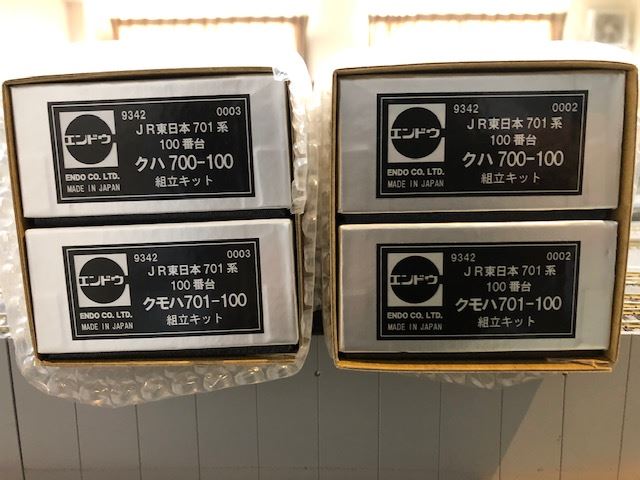 9342 0003
エンドウ
JR東日本701系
100番台
クハ700-100
ENDO CO. LTD.
MADE IN JAPAN
組立キット
9342 0003
エンドウ
JR東日本701系
100番台
クモハ701-100
ENDO CO. LTD.
MADE IN JAPAN
組立キット
9342 0002
エンドウ
JR東日本701系
100番台
クハ700-100
ENDO CO. LTD.
MADE IN JAPAN
組立キット
9342 0002
エンドウ
JR東日本701系
100番台
クモハ701-100
ENDO CO. LTD.
MADE IN JAPAN
組立キット